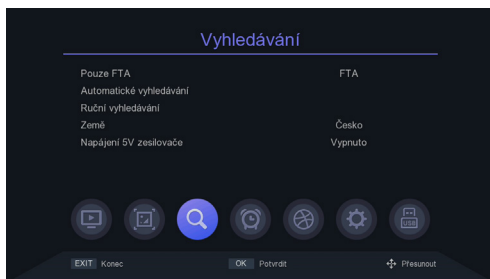 Vyhledávání
Pouze FTA FTA
Automatické vyhledávání
Ruční vyhledávání
Země Česko
Napájení 5V zesilovače Vypnuto
USB
EXIT Konec OK Potvrdit Přesunout